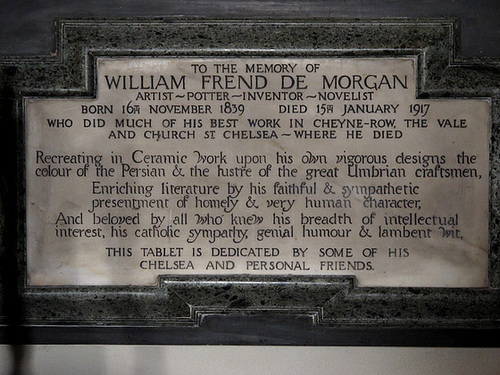 TO THE MEMORY OF
WILLIAM FREND DE MORGAN
ARTIST~POTTER~INVENTOR~NOVELIST
BORN 16TH NOVEMBER 1839 DIED 15TH JANUARY 1917
WHO DID MUCH OF HIS BEST WORK IN CHEYNE-ROW, THE VALE
AND CHURCH ST CHELSEA~WHERE HE DIED
Recreating in Ceramic Work upon his own vigorous designs the
colour of the Persian & the lustre of the great Umbrian craftsmen,
Enriching literature by his faithful & sympathetic
presentment of homely & very human character,
And beloved by all who knew his breadth of intellectual
interest, his catholic sympathy, genial humour & lambent wit.
THIS TABLET IS DEDICATED BY SOME OF HIS
CHELSEA AND PERSONAL FRIENDS.